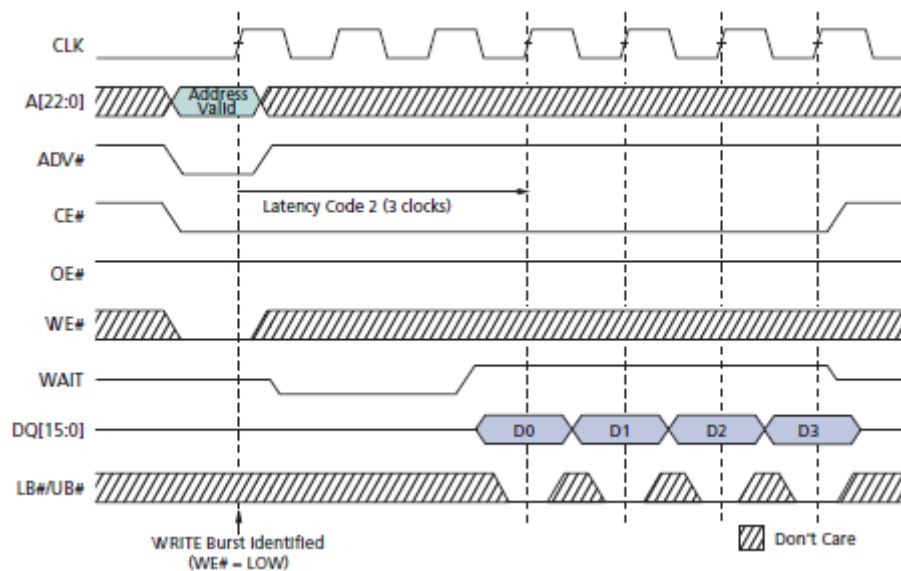 CLK
A[22:0]
Address
Valid
ADV#
Latency Code 2 (3 clocks)
CE#
OE#
WE#
WAIT
DQ[15:0]
D0
D1
D2
D3
LB#/UB#
WRITE Burst Identified
(WE# = LOW)
Don't Care